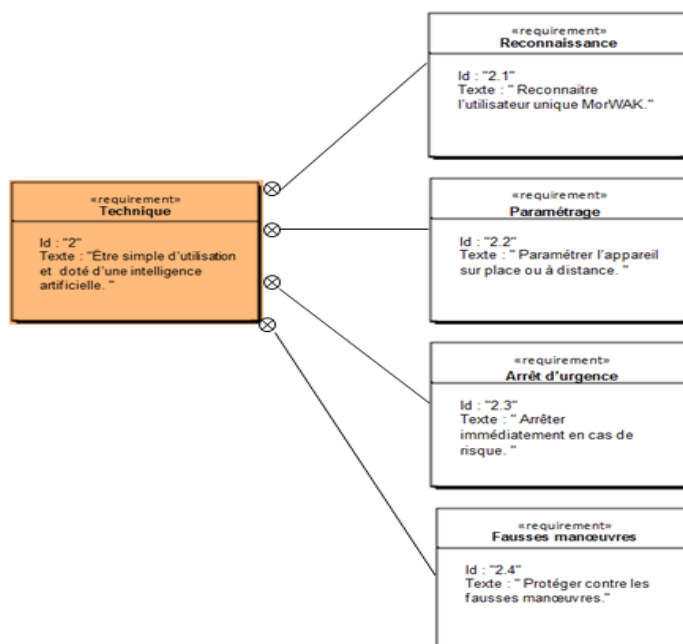 «requirement»
Reconnaissance
Id : "2.1"
Texte : " Reconnaitre
l'utilisateur unique MorWAK."
«requirement»
Technique
Id : "2"
Texte : "Être simple d'utilisation
et doté d'une intelligence
artificielle. "
«requirement»
Paramétrage
Id : "2.2"
Texte : " Paramétrer l'appareil
sur place ou à distance. "
«requirement»
Arrêt d'urgence
Id : "2.3"
Texte : " Arrêter
immédiatement en cas de
risque. "
«requirement»
Fausses manœuvres
Id : "2.4"
Texte : " Protéger contre les
fausses manœuvres."